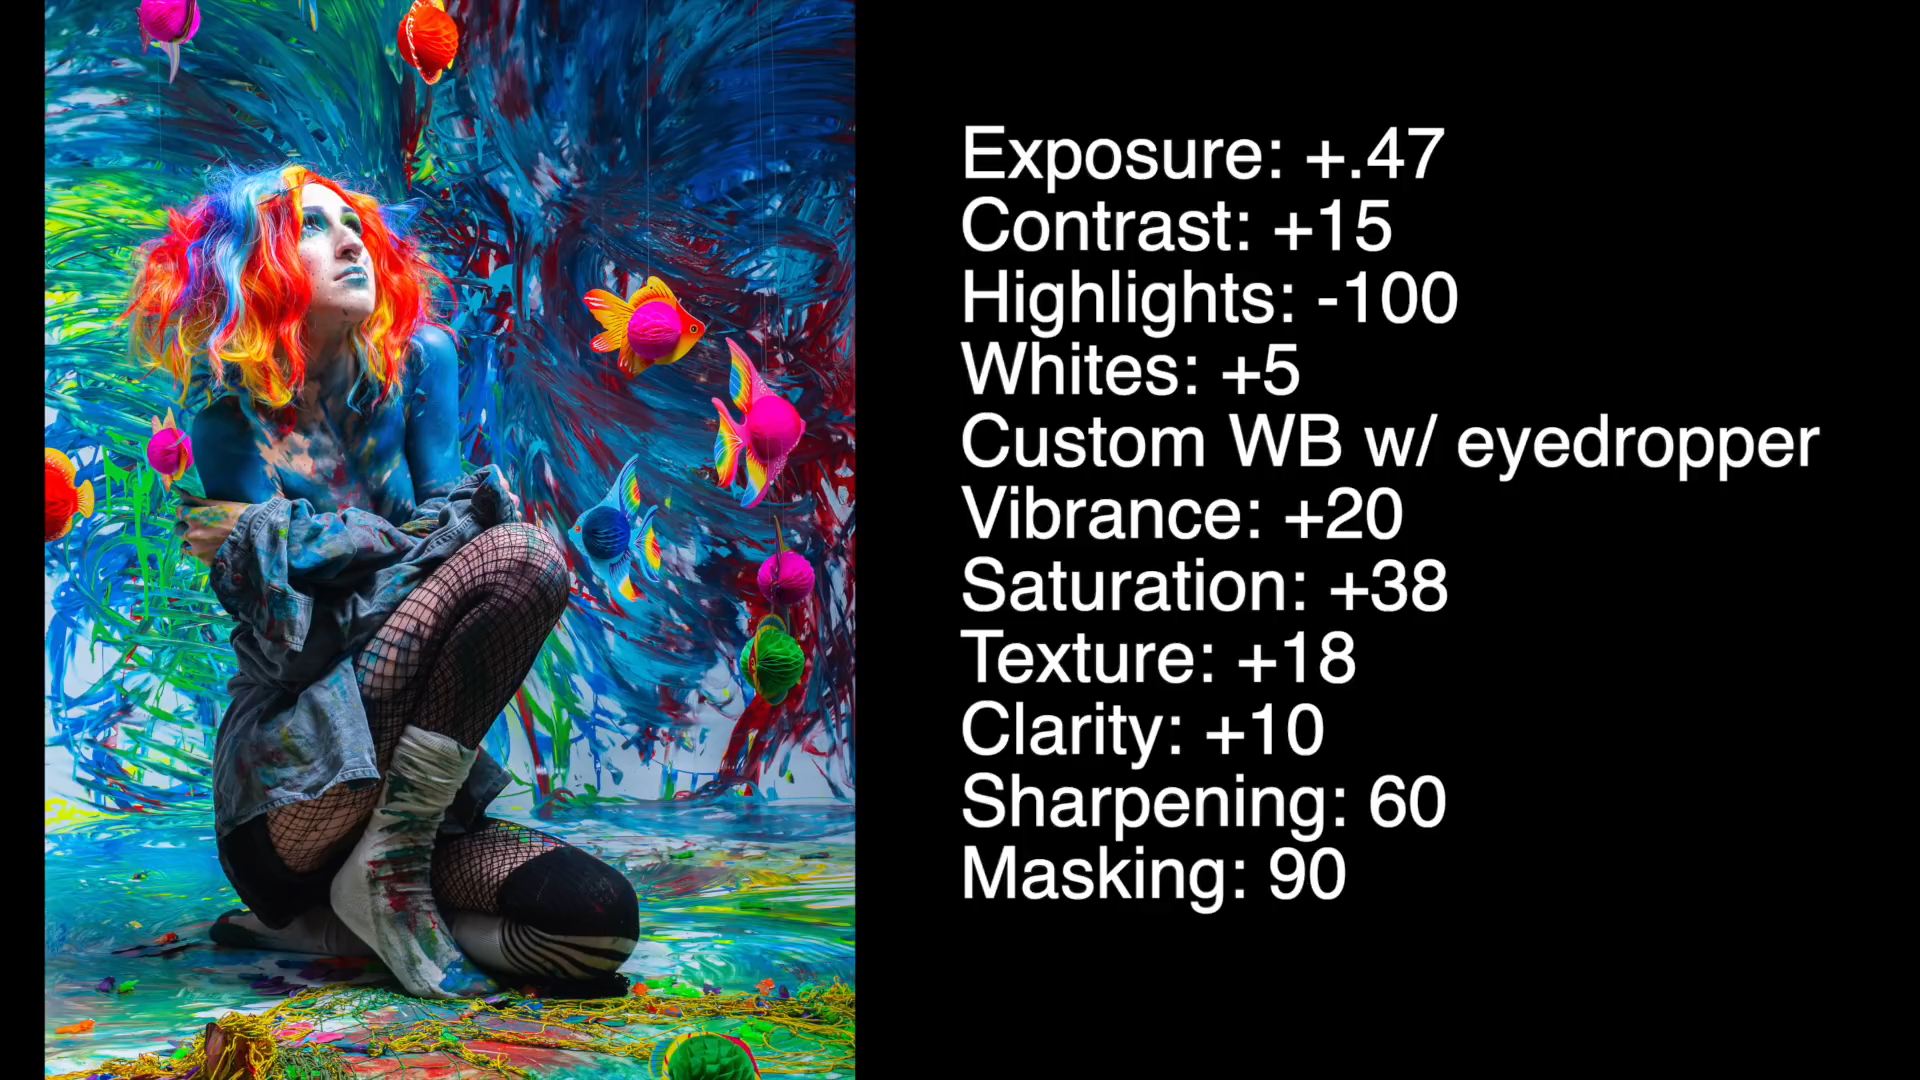 Exposure: +.47
Contrast: +15
Highlights: -100
Whites: +5
Custom WB w/ eyedropper
Vibrance: +20
Saturation: +38
Texture: +18
Clarity: +10
Sharpening: 60
Masking: 90